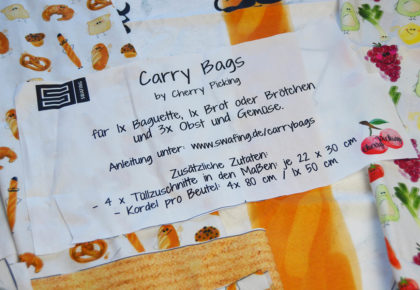 Carry Bags
by Cherry Picking
für 1x Baguette, 1x Brot oder Brötchen
und 3x Obst und Gemüse.
Anleitung unter: www.swafing.de/carrybags
Zusätzliche Zutaten:
- 4 x Tüllzuschnitte in den Maßen: je 22 x 30 cm
- Kordel pro Beutel: 4x 80 cm / 1x 50 cm